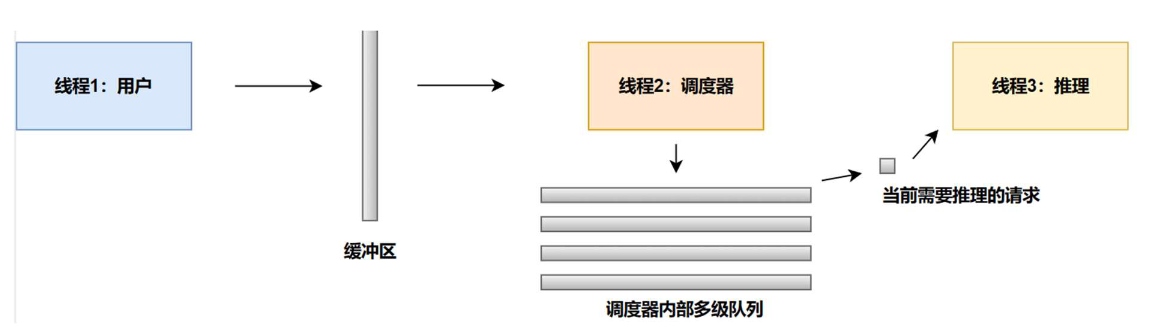 线程1：用户
线程2：调度器
线程3：推理
当前需要推理的请求
缓冲区
调度器内部多级队列